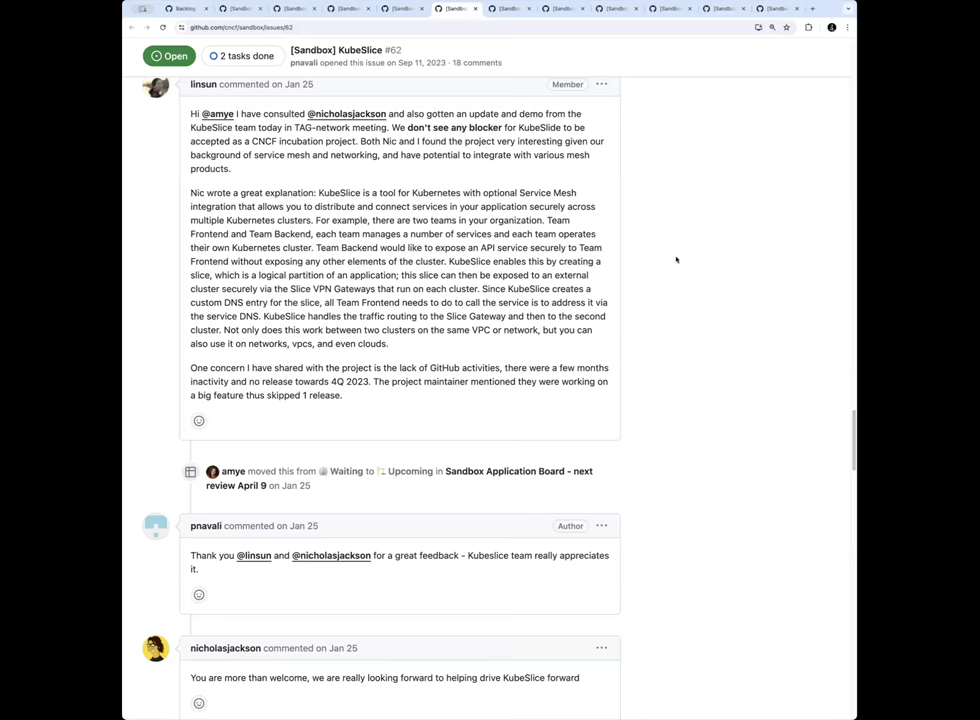 Backlog
[Sandbo
[Sandbo
[Sandbo
[Sandbo
[Sandbo
[Sandbo
[Sandbo
[Sandbo
[Sandbo
[Sandbo
[Sandbo
github.com/cncf/sandbox/issues/62
Open
2 tasks done
[Sandbox] KubeSlice #62
pnavali opened this issue on Sep 11, 2023 · 18 comments
linsun commented on Jan 25
Member
Hi @amye I have consulted @nicholasjackson and also gotten an update and demo from the
KubeSlice team today in TAG-network meeting. We don't see any blocker for KubeSlide to be
accepted as a CNCF incubation project. Both Nic and I found the project very interesting given our
background of service mesh and networking, and have potential to integrate with various mesh
products.
Nic wrote a great explanation: KubeSlice is a tool for Kubernetes with optional Service Mesh
integration that allows you to distribute and connect services in your application securely across
multiple Kubernetes clusters. For example, there are two teams in your organization. Team
Frontend and Team Backend, each team manages a number of services and each team operates
their own Kubernetes cluster. Team Backend would like to expose an API service securely to Team
Frontend without exposing any other elements of the cluster. KubeSlice enables this by creating a
slice, which is a logical partition of an application; this slice can then be exposed to an external
cluster securely via the Slice VPN Gateways that run on each cluster. Since KubeSlice creates a
custom DNS entry for the slice, all Team Frontend needs to do to call the service is to address it via
the service DNS. KubeSlice handles the traffic routing to the Slice Gateway and then to the second
cluster. Not only does this work between two clusters on the same VPC or network, but you can
also use it on networks, vpcs, and even clouds.
One concern I have shared with the project is the lack of GitHub activities, there were a few months
inactivity and no release towards 4Q 2023. The project maintainer mentioned they were working on
a big feature thus skipped 1 release.
amye moved this from Waiting to Upcoming in Sandbox Application Board - next
review April 9 on Jan 25
pnavali commented on Jan 25
Author
Thank you @linsun and @nicholasjackson for a great feedback - Kubeslice team really appreciates
it.
nicholasjackson commented on Jan 25
You are more than welcome, we are really looking forward to helping drive KubeSlice forward